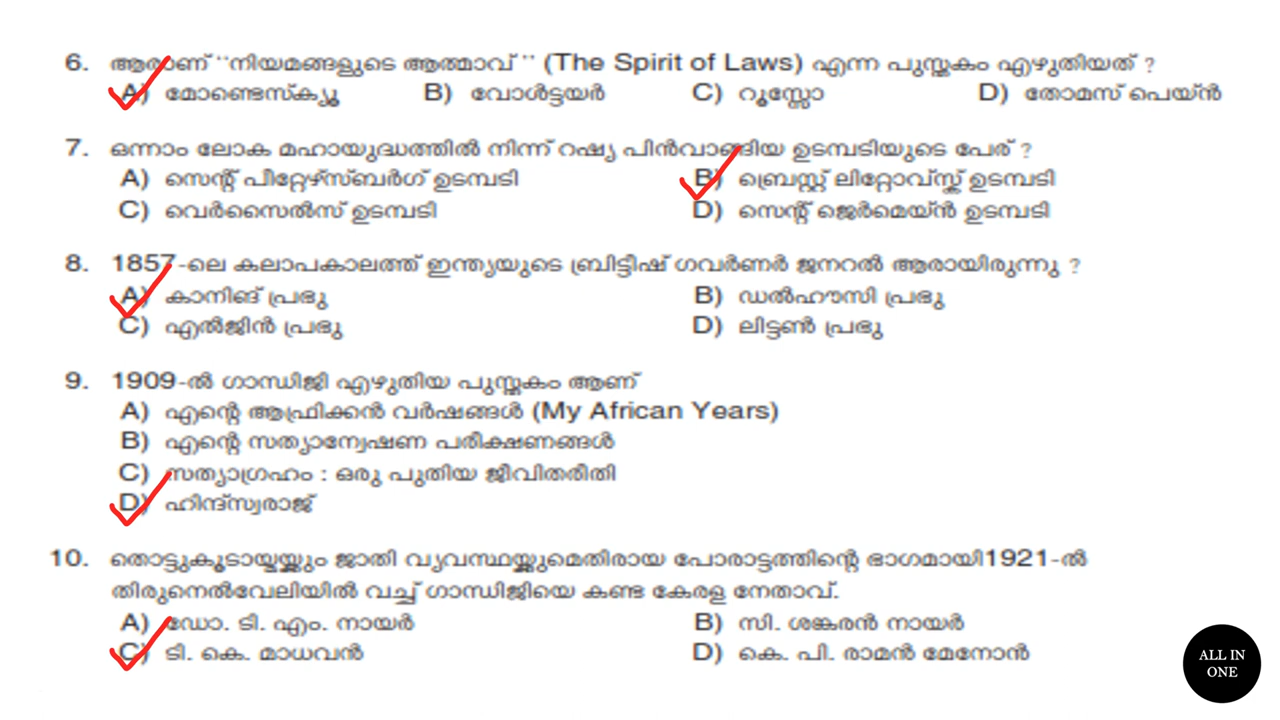 6. ആരാണ് ''നിയമങ്ങളുടെ ആത്മാവ് '' (The Spirit of Laws) എന്ന പുസ്തകം എഴുതിയത് ?
A) മോണ്ടെസ്ക്യൂ B) വോൾട്ടയർ C) റൂസ്സോ D) തോമസ് പെയ്ൻ
7. ഒന്നാം ലോക മഹായുദ്ധത്തിൽ നിന്ന് റഷ്യ പിൻവാങ്ങിയ ഉടമ്പടിയുടെ പേര് ?
A) സെന്റ് പീറ്റേഴ്സ്ബർഗ് ഉടമ്പടി B) ബ്രെസ്റ്റ് ലിറ്റോവ്സ്ക് ഉടമ്പടി
C) വെർസൈൽസ് ഉടമ്പടി D) സെന്റ് ജെർമെയ്ൻ ഉടമ്പടി
8. 1857-ലെ കലാപകാലത്ത് ഇന്ത്യയുടെ ബ്രിട്ടീഷ് ഗവർണർ ജനറൽ ആരായിരുന്നു ?
A) കാനിങ് പ്രഭു B) ഡൽഹൗസി പ്രഭു
C) എൽജിൻ പ്രഭു D) ലിട്ടൺ പ്രഭു
9. 1909-ൽ ഗാന്ധിജി എഴുതിയ പുസ്തകം ആണ്
A) എന്റെ ആഫ്രിക്കൻ വർഷങ്ങൾ (My African Years)
B) എന്റെ സത്യാന്വേഷണ പരീക്ഷണങ്ങൾ
C) സത്യാഗ്രഹം : ഒരു പുതിയ ജീവിതരീതി
D) ഹിന്ദ്സ്വരാജ്
10. തൊട്ടുകൂടായ്മയ്ക്കും ജാതി വ്യവസ്ഥയ്ക്കുമെതിരായ പോരാട്ടത്തിന്റെ ഭാഗമായി1921-ൽ
തിരുനെൽവേലിയിൽ വച്ച് ഗാന്ധിജിയെ കണ്ട കേരള നേതാവ്.
A) ഡോ. ടി. എം. നായർ B) സി. ശങ്കരൻ നായർ
C) ടി. കെ. മാധവൻ D) കെ. പി. രാമൻ മേനോൻ
ALL IN
ONE